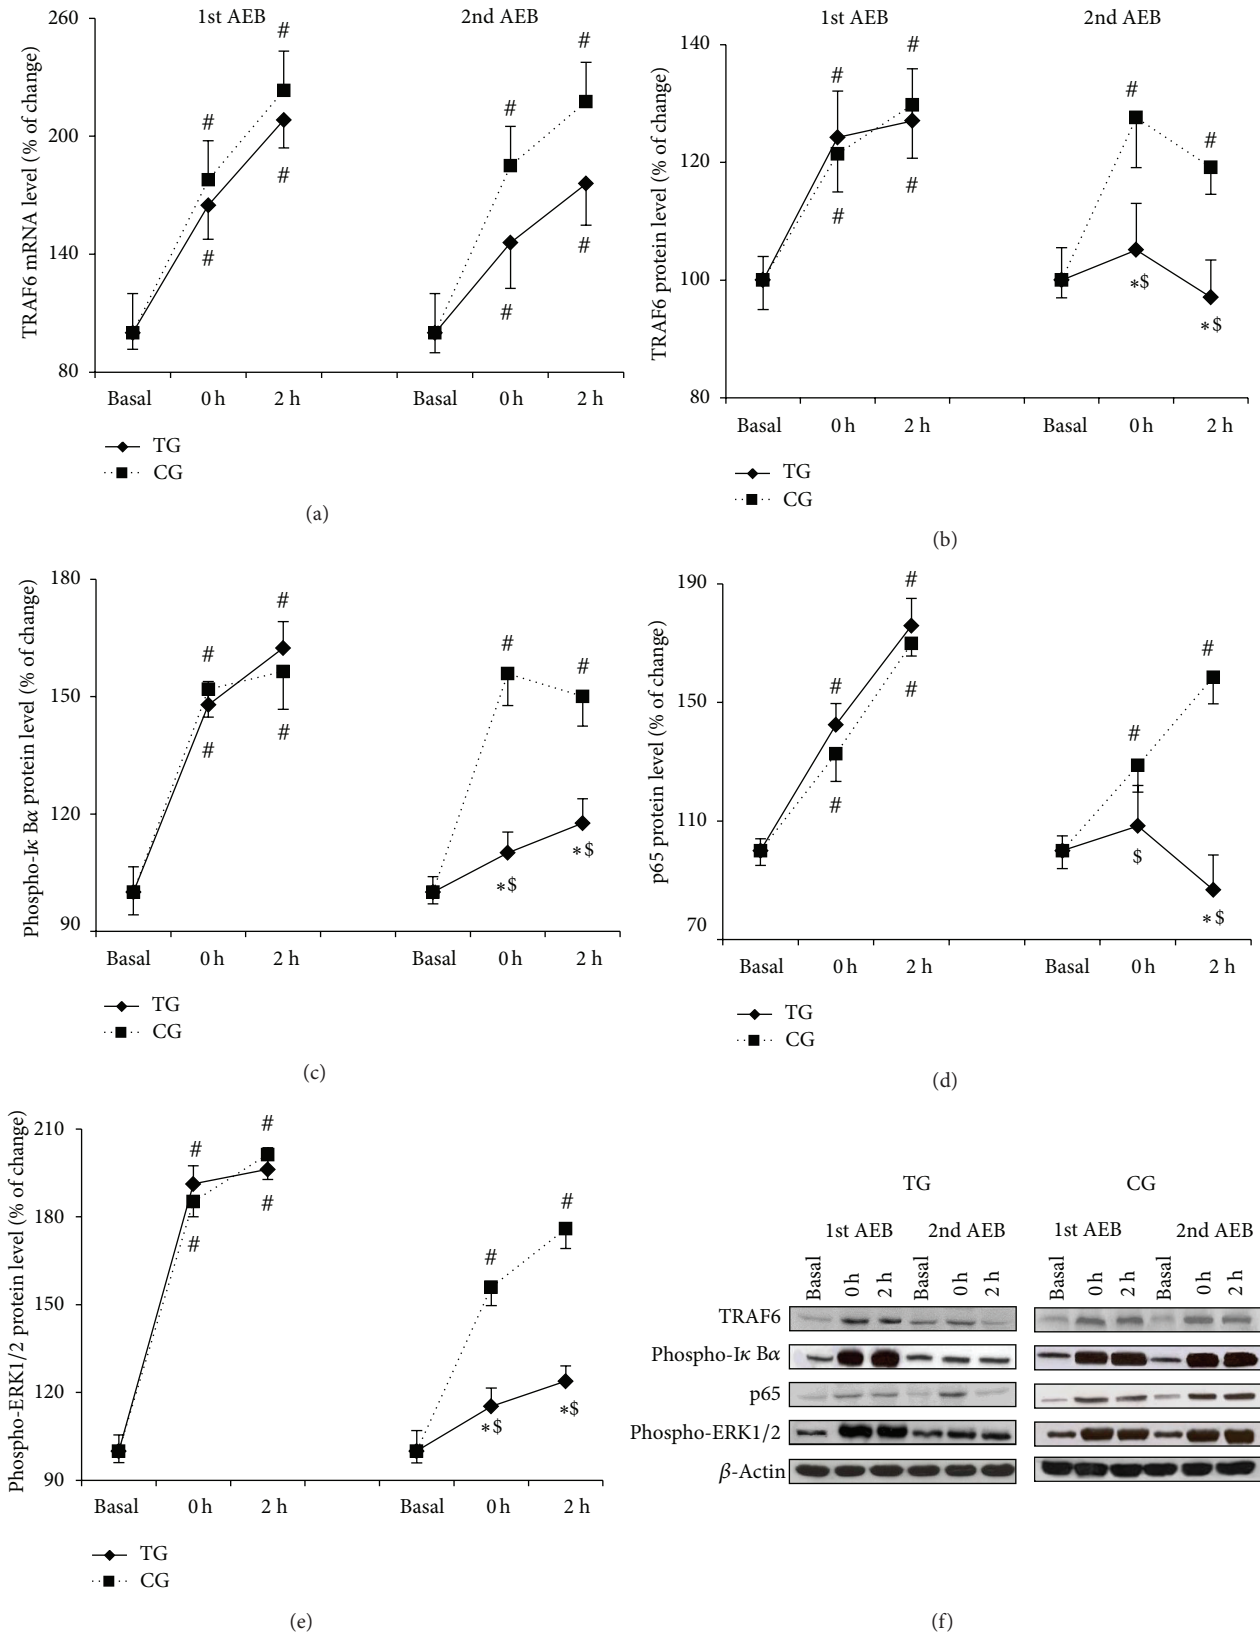 1st AEB 2nd AEB
TRAF6 mRNA level (% of change)
260
200
140
80
# # # #
# # # #
Basal 0 h 2 h Basal 0 h 2 h
TG
CG
(a)
1st AEB 2nd AEB
TRAF6 protein level (% of change)
140
120
100
80
# # # #
# #
*$ *$
Basal 0 h 2 h Basal 0 h 2 h
TG
CG
(b)
Phospho-Iκ Bα protein level (% of change)
180
150
120
90
# # # #
# #
*$ *$
Basal 0 h 2 h Basal 0 h 2 h
TG
CG
(c)
p65 protein level (% of change)
190
150
110
70
# # # #
# #
$ *$
Basal 0 h 2 h Basal 0 h 2 h
TG
CG
(d)
Phospho-ERK1/2 protein level (% of change)
210
180
150
120
90
# # # #
# #
*$ *$
Basal 0 h 2 h Basal 0 h 2 h
TG
CG
(e)
TG CG
1st AEB 2nd AEB 1st AEB 2nd AEB
Basal 0 h 2 h Basal 0 h 2 h Basal 0 h 2 h Basal 0 h 2 h
TRAF6
Phospho-Iκ Bα
p65
Phospho-ERK1/2
β-Actin
(f)